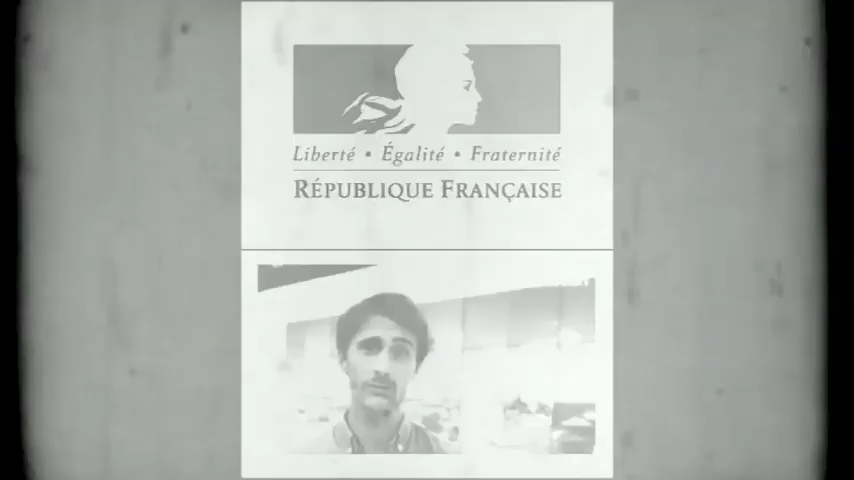 Liberté • Égalité • Fraternité
RÉPUBLIQUE FRANÇAISE